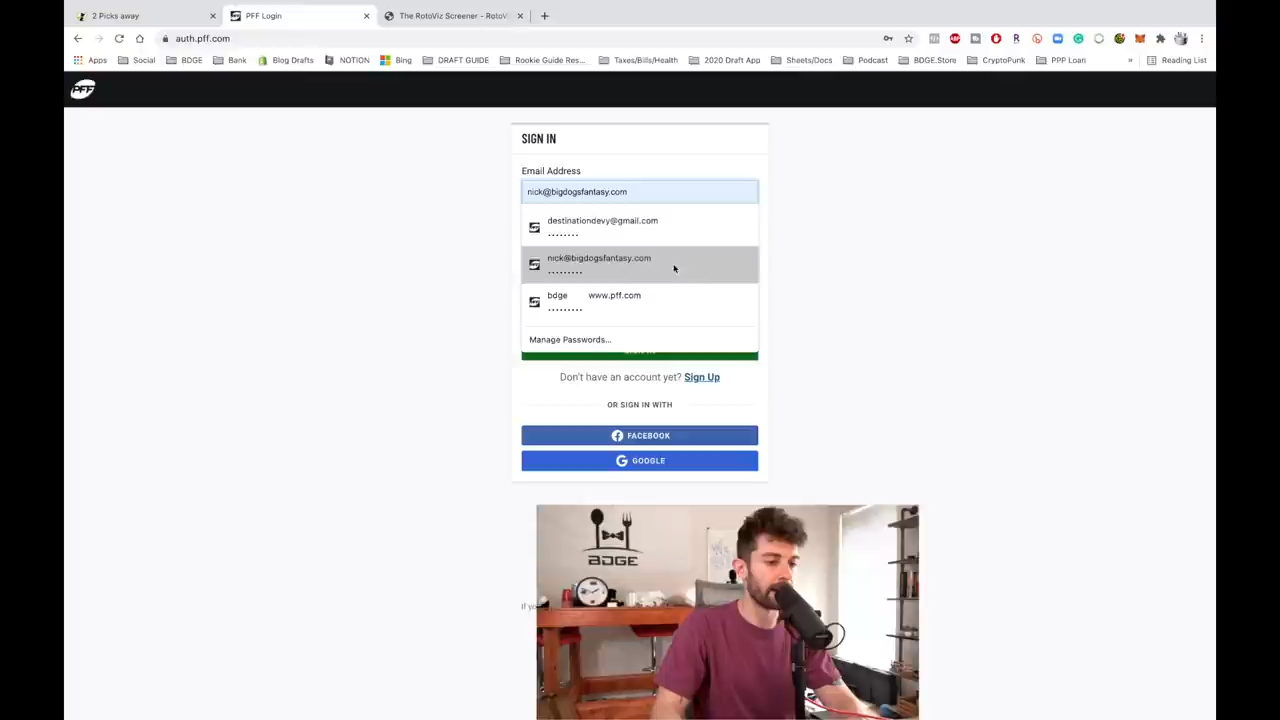 2 Picks away
PFF Login
The RotoViz Screener - RotoVi
auth.pff.com
Apps Social BDGE Bank Blog Drafts NOTION Bing DRAFT GUIDE Rookie Guide Res... Taxes/Bills/Health 2020 Draft App Sheets/Docs Podcast BDGE.Store CryptoPunk PPP Loan » Reading List
PFF
SIGN IN
Email Address
nick@bigdogsfantasy.com
destinationdevy@gmail.com
nick@bigdogsfantasy.com
bdge www.pff.com
Manage Passwords...
Don't have an account yet? Sign Up
OR SIGN IN WITH
FACEBOOK
GOOGLE
BDGE